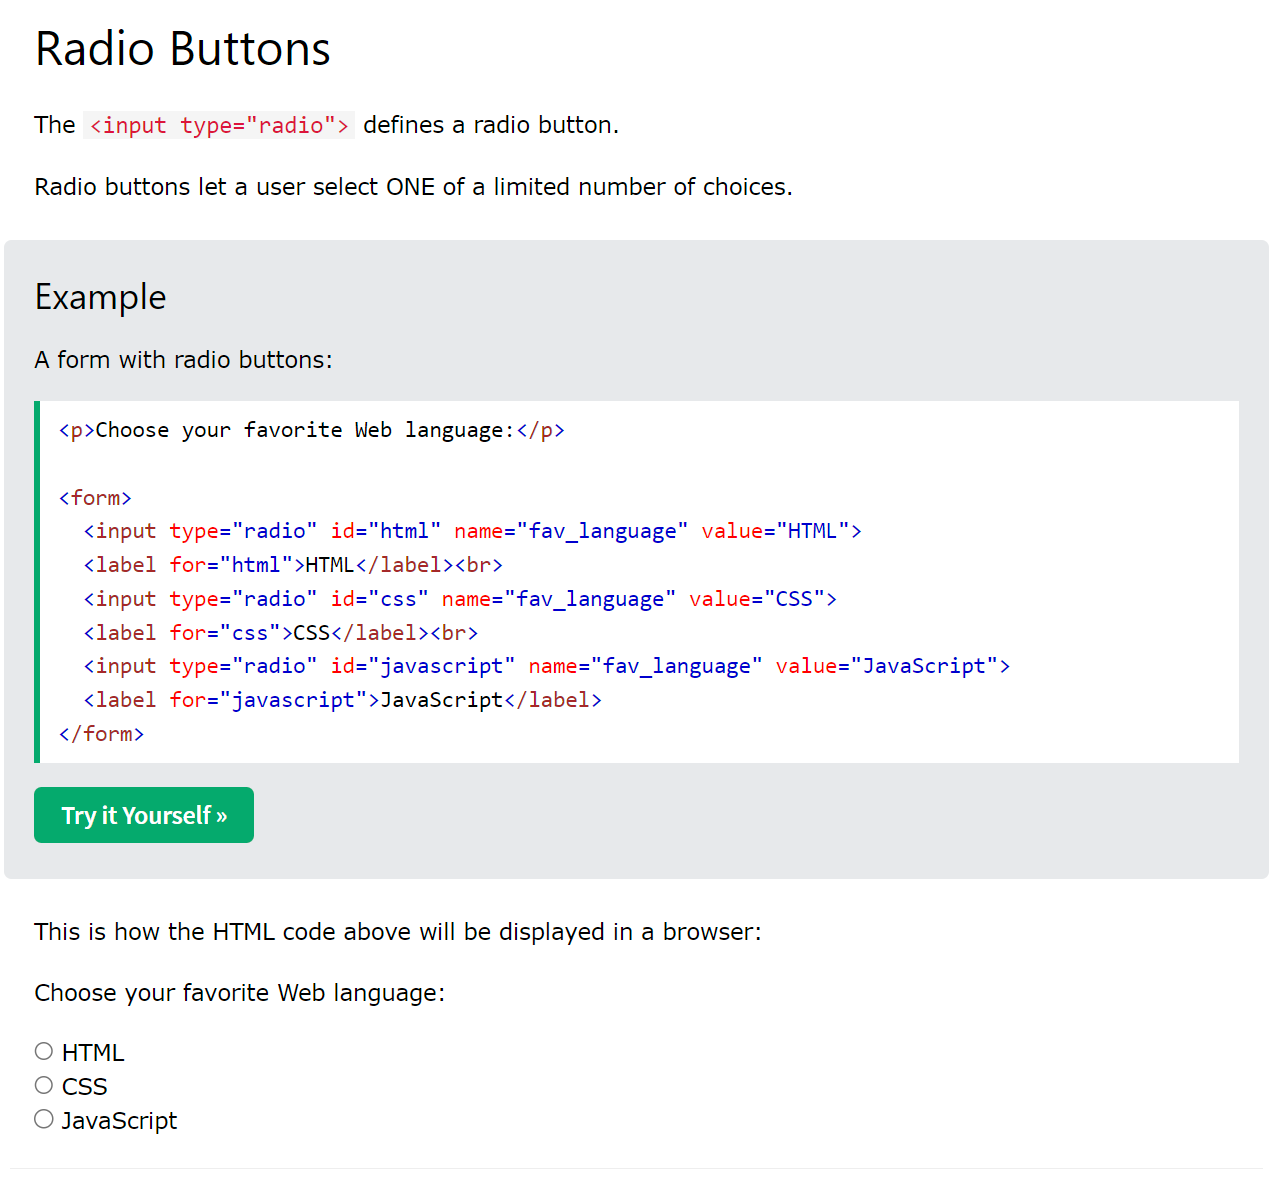 Radio Buttons
The <input type="radio"> defines a radio button.
Radio buttons let a user select ONE of a limited number of choices.
Example
A form with radio buttons:
<p>Choose your favorite Web language:</p>
<form>
  <input type="radio" id="html" name="fav_language" value="HTML">
  <label for="html">HTML</label><br>
  <input type="radio" id="css" name="fav_language" value="CSS">
  <label for="css">CSS</label><br>
  <input type="radio" id="javascript" name="fav_language" value="JavaScript">
  <label for="javascript">JavaScript</label>
</form>
Try it Yourself »
This is how the HTML code above will be displayed in a browser:
Choose your favorite Web language:
HTML
CSS
JavaScript